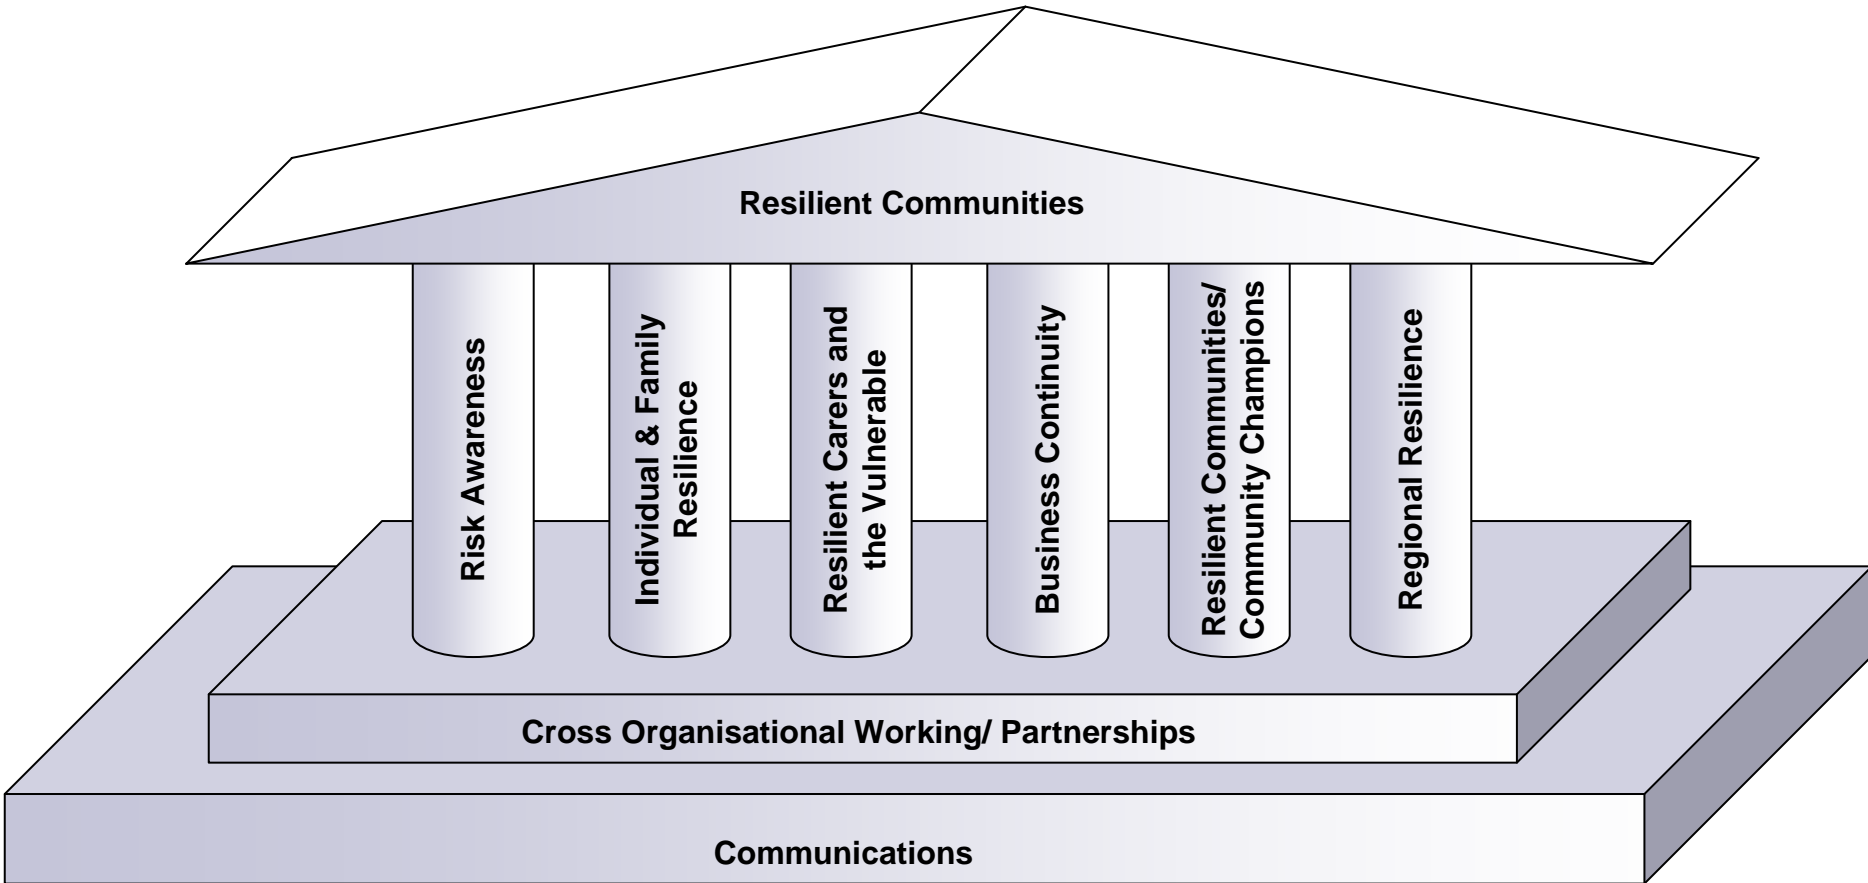 Resilient Communities
Risk Awareness
Individual & Family
Resilience
Resilient Carers and
the Vulnerable
Business Continuity
Resilient Communities/
Community Champions
Regional Resilience
Cross Organisational Working/ Partnerships
Communications